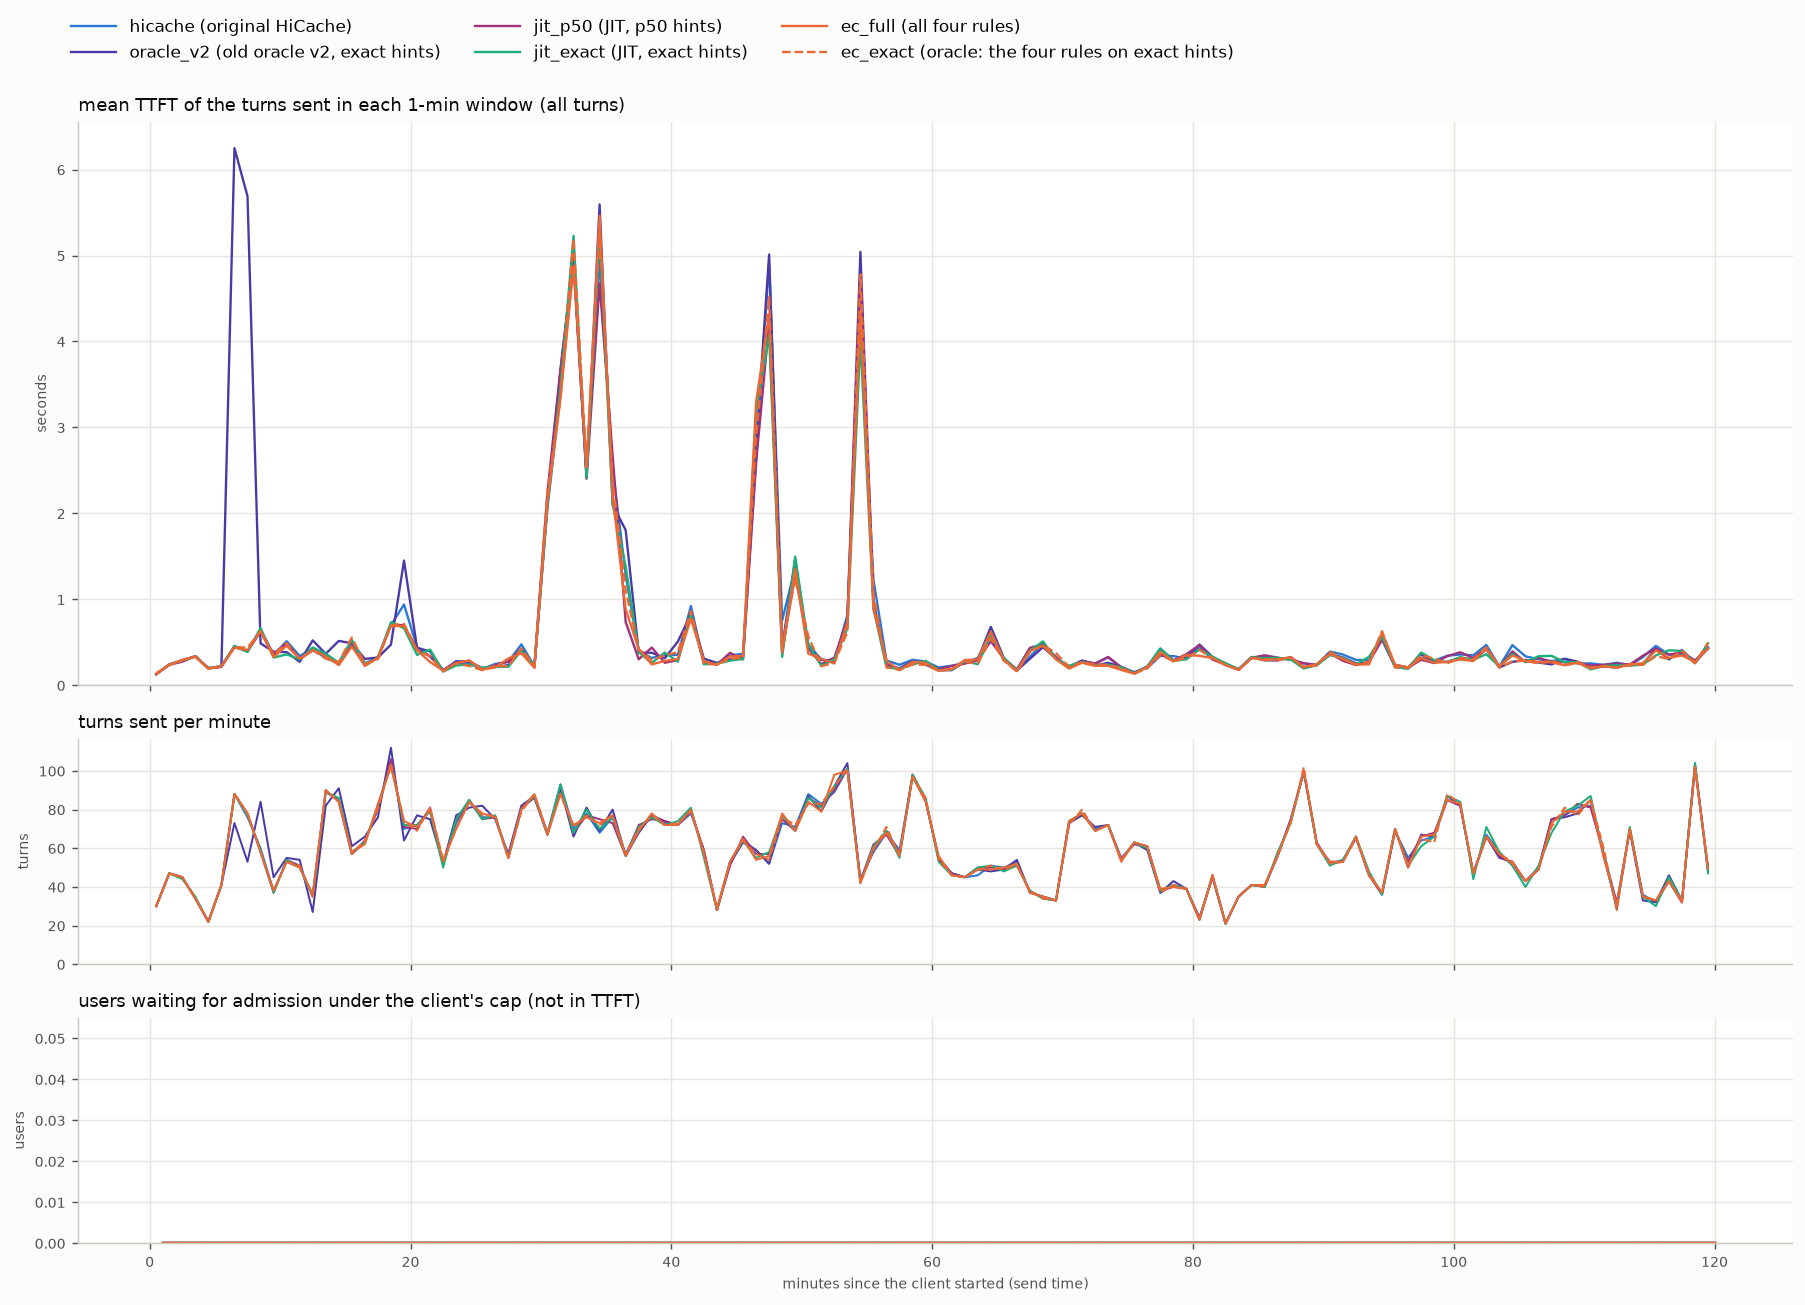 hicache (original HiCache)
oracle_v2 (old oracle v2, exact hints)
jit_p50 (JIT, p50 hints)
jit_exact (JIT, exact hints)
ec_full (all four rules)
ec_exact (oracle: the four rules on exact hints)
mean TTFT of the turns sent in each 1-min window (all turns)
6
5
4
3
2
1
0
seconds
turns sent per minute
100
80
60
40
20
0
turns
users waiting for admission under the client's cap (not in TTFT)
0.05
0.04
0.03
0.02
0.01
0.00
users
0 20 40 60 80 100 120
minutes since the client started (send time)